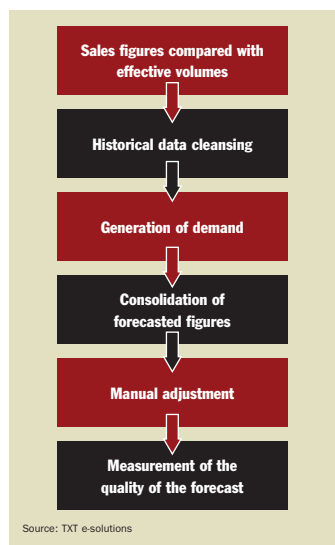 Sales figures compared with
effective volumes
Historical data cleansing
Generation of demand
Consolidation of
forecasted figures
Manual adjustment
Measurement of the
quality of the forecast
Source: TXT e-solutions